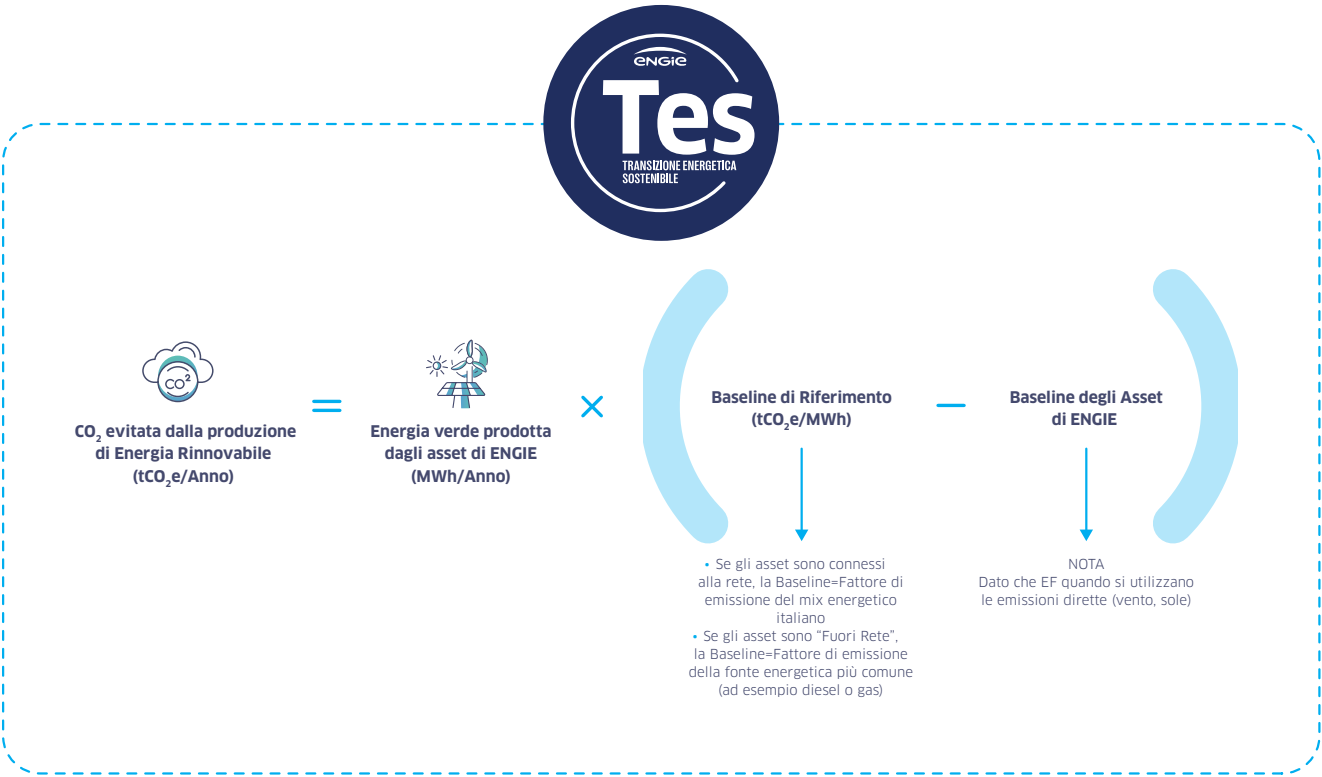 ENGIE
Tes
TRANSIZIONE ENERGETICA
SOSTENIBILE
CO²
CO₂ evitata dalla produzione
di Energia Rinnovabile
(tCO₂e/Anno)
=
Energia verde prodotta
dagli asset di ENGIE
(MWh/Anno)
×
(
Baseline di Riferimento
(tCO₂e/MWh)
—
Baseline degli Asset
di ENGIE
)
• Se gli asset sono connessi
alla rete, la Baseline=Fattore di
emissione del mix energetico
italiano
• Se gli asset sono “Fuori Rete”,
la Baseline=Fattore di emissione
della fonte energetica più comune
(ad esempio diesel o gas)
NOTA
Dato che EF quando si utilizzano
le emissioni dirette (vento, sole)